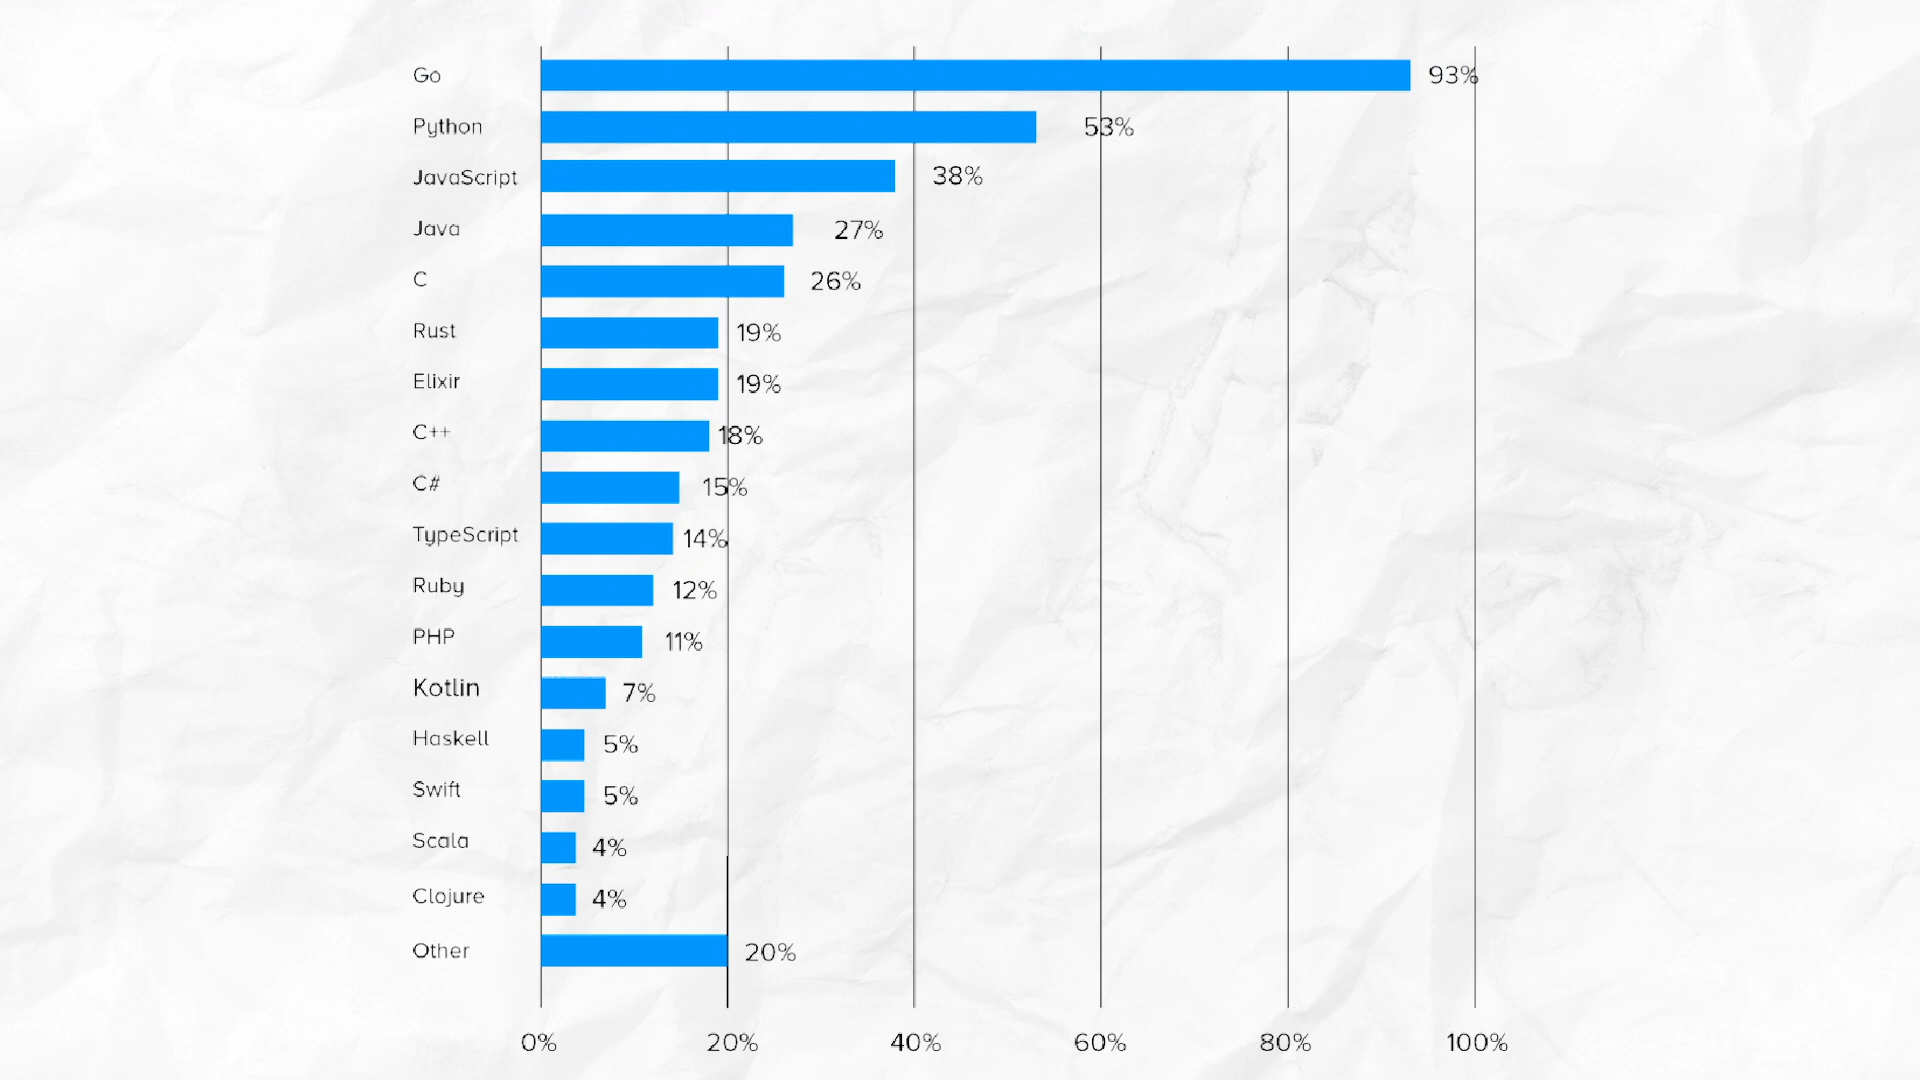 Go 93%
Python 53%
JavaScript 38%
Java 27%
C 26%
Rust 19%
Elixir 19%
C++ 18%
C# 15%
TypeScript 14%
Ruby 12%
PHP 11%
Kotlin 7%
Haskell 5%
Swift 5%
Scala 4%
Clojure 4%
Other 20%
0% 20% 40% 60% 80% 100%